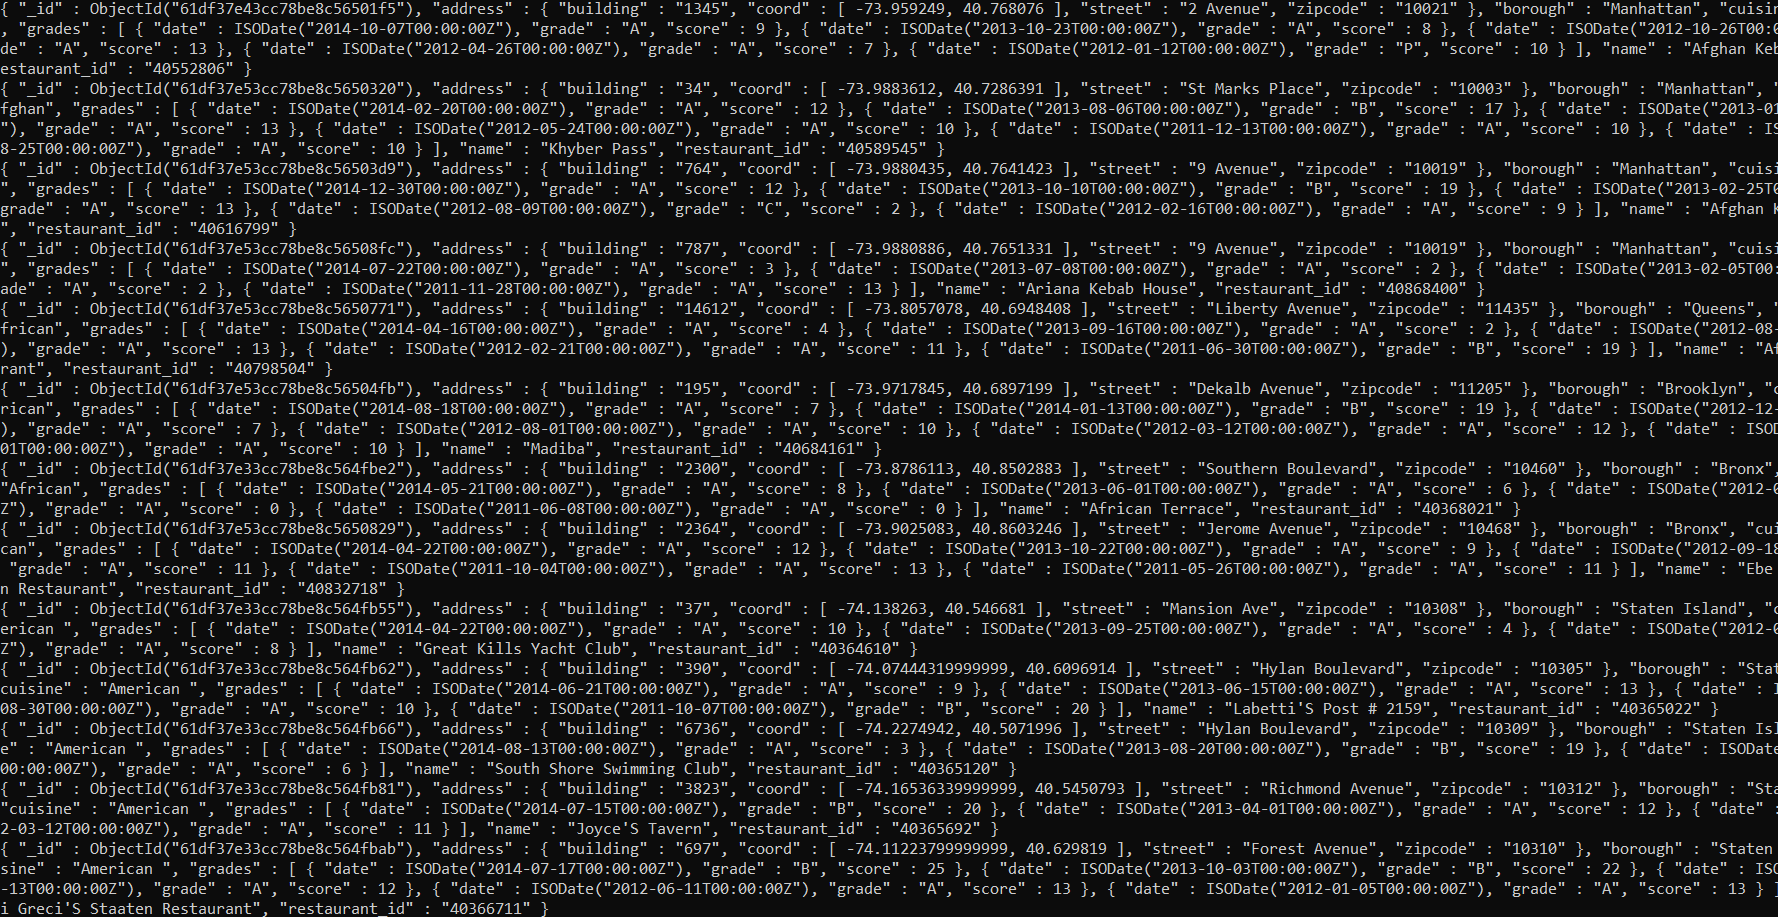 { "_id" : ObjectId("61df37e43cc78be8c56501f5"), "address" : { "building" : "1345", "coord" : [ -73.959249, 40.768076 ], "street" : "2 Avenue", "zipcode" : "10021" }, "borough" : "Manhattan", "cuisin
, "grades" : [ { "date" : ISODate("2014-10-07T00:00:00Z"), "grade" : "A", "score" : 9 }, { "date" : ISODate("2013-10-23T00:00:00Z"), "grade" : "A", "score" : 8 }, { "date" : ISODate("2012-10-26T00:0
de" : "A", "score" : 13 }, { "date" : ISODate("2012-04-26T00:00:00Z"), "grade" : "A", "score" : 7 }, { "date" : ISODate("2012-01-12T00:00:00Z"), "grade" : "P", "score" : 10 } ], "name" : "Afghan Keb
estaurant_id" : "40552806" }
{ "_id" : ObjectId("61df37e53cc78be8c5650320"), "address" : { "building" : "34", "coord" : [ -73.9883612, 40.7286391 ], "street" : "St Marks Place", "zipcode" : "10003" }, "borough" : "Manhattan", "
fghan", "grades" : [ { "date" : ISODate("2014-02-20T00:00:00Z"), "grade" : "A", "score" : 12 }, { "date" : ISODate("2013-08-06T00:00:00Z"), "grade" : "B", "score" : 17 }, { "date" : ISODate("2013-01
"), "grade" : "A", "score" : 13 }, { "date" : ISODate("2012-05-24T00:00:00Z"), "grade" : "A", "score" : 10 }, { "date" : ISODate("2011-12-13T00:00:00Z"), "grade" : "A", "score" : 10 }, { "date" : IS
8-25T00:00:00Z"), "grade" : "A", "score" : 10 } ], "name" : "Khyber Pass", "restaurant_id" : "40589545" }
{ "_id" : ObjectId("61df37e53cc78be8c56503d9"), "address" : { "building" : "764", "coord" : [ -73.9880435, 40.7641423 ], "street" : "9 Avenue", "zipcode" : "10019" }, "borough" : "Manhattan", "cuisi
", "grades" : [ { "date" : ISODate("2014-12-30T00:00:00Z"), "grade" : "A", "score" : 12 }, { "date" : ISODate("2013-10-10T00:00:00Z"), "grade" : "B", "score" : 19 }, { "date" : ISODate("2013-02-25T0
grade" : "A", "score" : 13 }, { "date" : ISODate("2012-08-09T00:00:00Z"), "grade" : "C", "score" : 2 }, { "date" : ISODate("2012-02-16T00:00:00Z"), "grade" : "A", "score" : 9 } ], "name" : "Afghan K
", "restaurant_id" : "40616799" }
{ "_id" : ObjectId("61df37e53cc78be8c56508fc"), "address" : { "building" : "787", "coord" : [ -73.9880886, 40.7651331 ], "street" : "9 Avenue", "zipcode" : "10019" }, "borough" : "Manhattan", "cuisi
", "grades" : [ { "date" : ISODate("2014-07-22T00:00:00Z"), "grade" : "A", "score" : 3 }, { "date" : ISODate("2013-07-08T00:00:00Z"), "grade" : "A", "score" : 2 }, { "date" : ISODate("2013-02-05T00:
ade" : "A", "score" : 2 }, { "date" : ISODate("2011-11-28T00:00:00Z"), "grade" : "A", "score" : 13 } ], "name" : "Ariana Kebab House", "restaurant_id" : "40868400" }
{ "_id" : ObjectId("61df37e53cc78be8c5650771"), "address" : { "building" : "14612", "coord" : [ -73.8057078, 40.6948408 ], "street" : "Liberty Avenue", "zipcode" : "11435" }, "borough" : "Queens", "
frican", "grades" : [ { "date" : ISODate("2014-04-16T00:00:00Z"), "grade" : "A", "score" : 4 }, { "date" : ISODate("2013-09-16T00:00:00Z"), "grade" : "A", "score" : 2 }, { "date" : ISODate("2012-08-
), "grade" : "A", "score" : 13 }, { "date" : ISODate("2012-02-21T00:00:00Z"), "grade" : "A", "score" : 11 }, { "date" : ISODate("2011-06-30T00:00:00Z"), "grade" : "B", "score" : 19 } ], "name" : "Af
rant", "restaurant_id" : "40798504" }
{ "_id" : ObjectId("61df37e43cc78be8c56504fb"), "address" : { "building" : "195", "coord" : [ -73.9717845, 40.6897199 ], "street" : "Dekalb Avenue", "zipcode" : "11205" }, "borough" : "Brooklyn", "c
rican", "grades" : [ { "date" : ISODate("2014-08-18T00:00:00Z"), "grade" : "A", "score" : 7 }, { "date" : ISODate("2014-01-13T00:00:00Z"), "grade" : "B", "score" : 19 }, { "date" : ISODate("2012-12-
), "grade" : "A", "score" : 7 }, { "date" : ISODate("2012-08-01T00:00:00Z"), "grade" : "A", "score" : 10 }, { "date" : ISODate("2012-03-12T00:00:00Z"), "grade" : "A", "score" : 12 }, { "date" : ISOD
01T00:00:00Z"), "grade" : "A", "score" : 10 } ], "name" : "Madiba", "restaurant_id" : "40684161" }
{ "_id" : ObjectId("61df37e33cc78be8c564fbe2"), "address" : { "building" : "2300", "coord" : [ -73.8786113, 40.8502883 ], "street" : "Southern Boulevard", "zipcode" : "10460" }, "borough" : "Bronx",
"African", "grades" : [ { "date" : ISODate("2014-05-21T00:00:00Z"), "grade" : "A", "score" : 8 }, { "date" : ISODate("2013-06-01T00:00:00Z"), "grade" : "A", "score" : 6 }, { "date" : ISODate("2012-0
Z"), "grade" : "A", "score" : 0 }, { "date" : ISODate("2011-06-08T00:00:00Z"), "grade" : "A", "score" : 0 } ], "name" : "African Terrace", "restaurant_id" : "40368021" }
{ "_id" : ObjectId("61df37e53cc78be8c5650829"), "address" : { "building" : "2364", "coord" : [ -73.9025083, 40.8603246 ], "street" : "Jerome Avenue", "zipcode" : "10468" }, "borough" : "Bronx", "cui
can", "grades" : [ { "date" : ISODate("2014-04-22T00:00:00Z"), "grade" : "A", "score" : 12 }, { "date" : ISODate("2013-10-22T00:00:00Z"), "grade" : "A", "score" : 9 }, { "date" : ISODate("2012-09-18
"grade" : "A", "score" : 11 }, { "date" : ISODate("2011-10-04T00:00:00Z"), "grade" : "A", "score" : 13 }, { "date" : ISODate("2011-05-26T00:00:00Z"), "grade" : "A", "score" : 11 } ], "name" : "Ebe
n Restaurant", "restaurant_id" : "40832718" }
{ "_id" : ObjectId("61df37e33cc78be8c564fb55"), "address" : { "building" : "37", "coord" : [ -74.138263, 40.546681 ], "street" : "Mansion Ave", "zipcode" : "10308" }, "borough" : "Staten Island", "c
erican ", "grades" : [ { "date" : ISODate("2014-04-22T00:00:00Z"), "grade" : "A", "score" : 10 }, { "date" : ISODate("2013-09-25T00:00:00Z"), "grade" : "A", "score" : 4 }, { "date" : ISODate("2012-0
Z"), "grade" : "A", "score" : 8 } ], "name" : "Great Kills Yacht Club", "restaurant_id" : "40364610" }
{ "_id" : ObjectId("61df37e33cc78be8c564fb62"), "address" : { "building" : "390", "coord" : [ -74.07444319999999, 40.6096914 ], "street" : "Hylan Boulevard", "zipcode" : "10305" }, "borough" : "Stat
cuisine" : "American ", "grades" : [ { "date" : ISODate("2014-06-21T00:00:00Z"), "grade" : "A", "score" : 9 }, { "date" : ISODate("2013-06-15T00:00:00Z"), "grade" : "A", "score" : 13 }, { "date" : I
08-30T00:00:00Z"), "grade" : "A", "score" : 10 }, { "date" : ISODate("2011-10-07T00:00:00Z"), "grade" : "B", "score" : 20 } ], "name" : "Labetti'S Post # 2159", "restaurant_id" : "40365022" }
{ "_id" : ObjectId("61df37e33cc78be8c564fb66"), "address" : { "building" : "6736", "coord" : [ -74.2274942, 40.5071996 ], "street" : "Hylan Boulevard", "zipcode" : "10309" }, "borough" : "Staten Isl
e" : "American ", "grades" : [ { "date" : ISODate("2014-08-13T00:00:00Z"), "grade" : "A", "score" : 3 }, { "date" : ISODate("2013-08-20T00:00:00Z"), "grade" : "B", "score" : 19 }, { "date" : ISODate
00:00:00Z"), "grade" : "A", "score" : 6 } ], "name" : "South Shore Swimming Club", "restaurant_id" : "40365120" }
{ "_id" : ObjectId("61df37e33cc78be8c564fb81"), "address" : { "building" : "3823", "coord" : [ -74.16536339999999, 40.5450793 ], "street" : "Richmond Avenue", "zipcode" : "10312" }, "borough" : "Sta
"cuisine" : "American ", "grades" : [ { "date" : ISODate("2014-07-15T00:00:00Z"), "grade" : "B", "score" : 20 }, { "date" : ISODate("2013-04-01T00:00:00Z"), "grade" : "A", "score" : 12 }, { "date" :
2-03-12T00:00:00Z"), "grade" : "A", "score" : 11 } ], "name" : "Joyce'S Tavern", "restaurant_id" : "40365692" }
{ "_id" : ObjectId("61df37e33cc78be8c564fbab"), "address" : { "building" : "697", "coord" : [ -74.11223799999999, 40.629819 ], "street" : "Forest Avenue", "zipcode" : "10310" }, "borough" : "Staten
sine" : "American ", "grades" : [ { "date" : ISODate("2014-07-17T00:00:00Z"), "grade" : "B", "score" : 25 }, { "date" : ISODate("2013-10-03T00:00:00Z"), "grade" : "B", "score" : 22 }, { "date" : ISO
-13T00:00:00Z"), "grade" : "A", "score" : 12 }, { "date" : ISODate("2012-06-11T00:00:00Z"), "grade" : "A", "score" : 13 }, { "date" : ISODate("2012-01-05T00:00:00Z"), "grade" : "A", "score" : 13 } ]
i Greci'S Staaten Restaurant", "restaurant_id" : "40366711" }